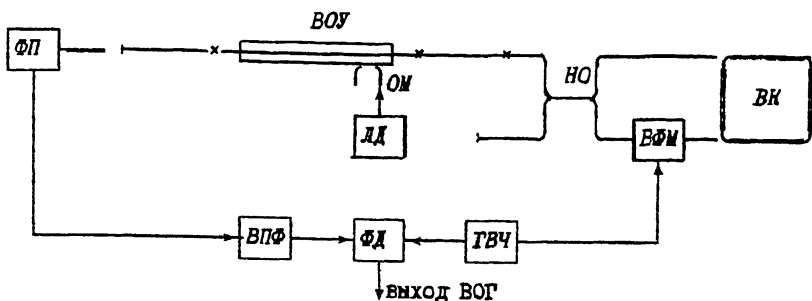 ВОУ
ФП
ОМ
НО
ВК
ЛД
ВФМ
ВПФ
ФД
ГВЧ
выход ВОГ